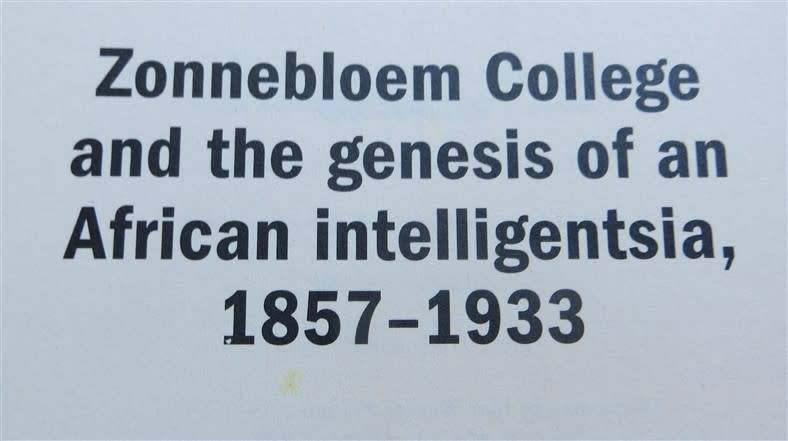 Zonnebloem College
and the genesis of an
African intelligentsia,
1857–1933